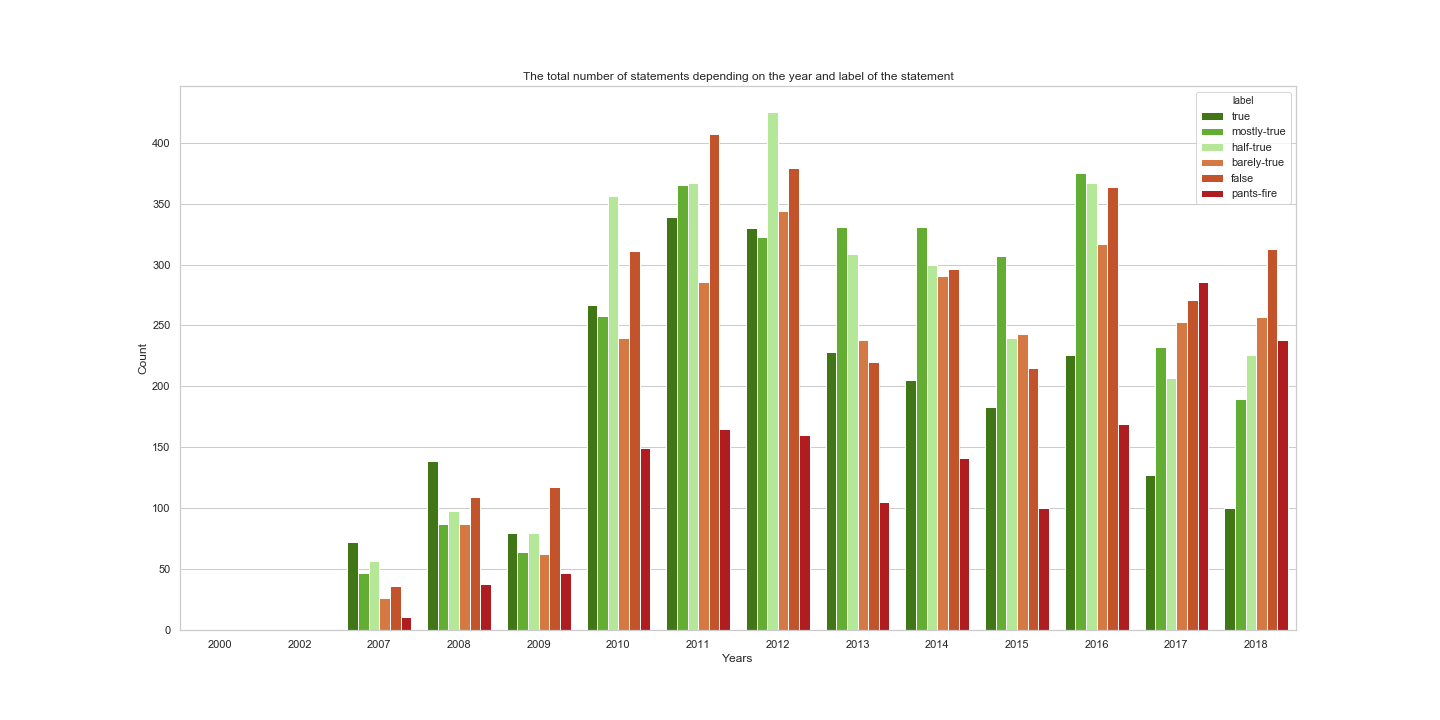 The total number of statements depending on the year and label of the statement
label
true
mostly-true
half-true
barely-true
false
pants-fire
400
350
300
250
200
150
100
50
0
Count
2000 2002 2007 2008 2009 2010 2011 2012 2013 2014 2015 2016 2017 2018
Years